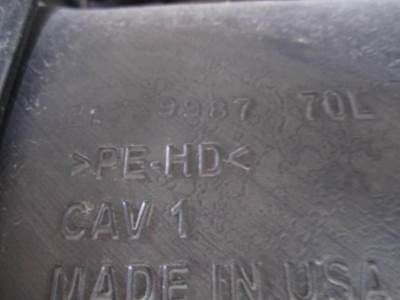 9987 70L
>PE-HD<
CAV 1
MADE IN USA